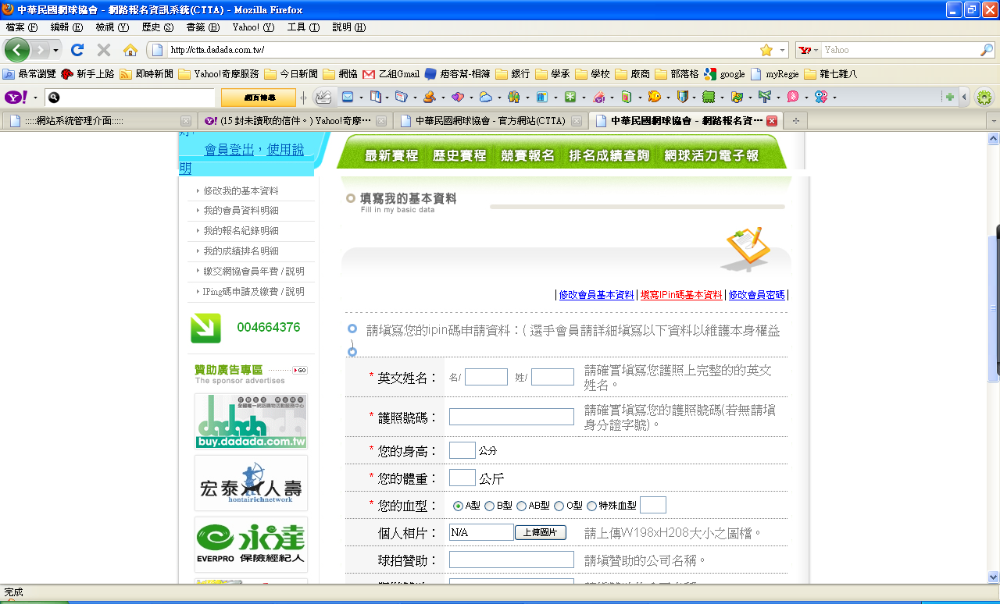 中華民國網球協會 - 網路報名資訊系統(CTTA) - Mozilla Firefox
檔案 (F) 編輯 (E) 檢視 (V) 歷史 (S) 書籤 (B) Yahoo! (Y) 工具 (T) 說明 (H)
http://ctta.dadada.com.tw/ Yahoo
最常瀏覽 新手上路 即時新聞 Yahoo!奇摩服務 今日新聞 網協 乙組Gmail 痞客幫-相簿 銀行 學承 學校 廠商 部落格 google myRegie 雜七雜八
Y! 網頁搜尋
:::::網站系統管理介面::::: (15 封未讀取的信件。) Yahoo!奇摩… 中華民國網球協會 - 官方網站(CTTA) 中華民國網球協會 - 網路報名資…
會員登出，使用說
明
最新賽程 歷史賽程 競賽報名 排名成績查詢 網球活力電子報
修改我的基本資料
我的會員資料明細
我的報名紀錄明細
我的成績排名明細
繳交網協會員年費 / 說明
IPing碼申請及繳費 / 說明
004664376
贊助廣告專區 GO
The sponsor advertises
dadada
buy.dadada.com.tw
宏泰人壽
hontairichnetwork
永達
EVERPRO 保險經紀人
填寫我的基本資料
Fill in my basic data
| 修改會員基本資料 | 填寫IPin碼基本資料 | 修改會員密碼 |
請填寫您的ipin碼申請資料：( 選手會員請詳細填寫以下資料以維護本身權益
)
* 英文姓名： 名/ 姓/ 請確實填寫您護照上完整的的英文
姓名。
* 護照號碼： 請確實填寫您的護照號碼(若無請填
身分證字號)。
* 您的身高： 公分
* 您的體重： 公斤
* 您的血型： A型 B型 AB型 O型 特殊血型
個人相片： N/A 上傳圖片 請上傳W198xH208大小之圖檔。
球拍贊助： 請填贊助的公司名稱。
完成